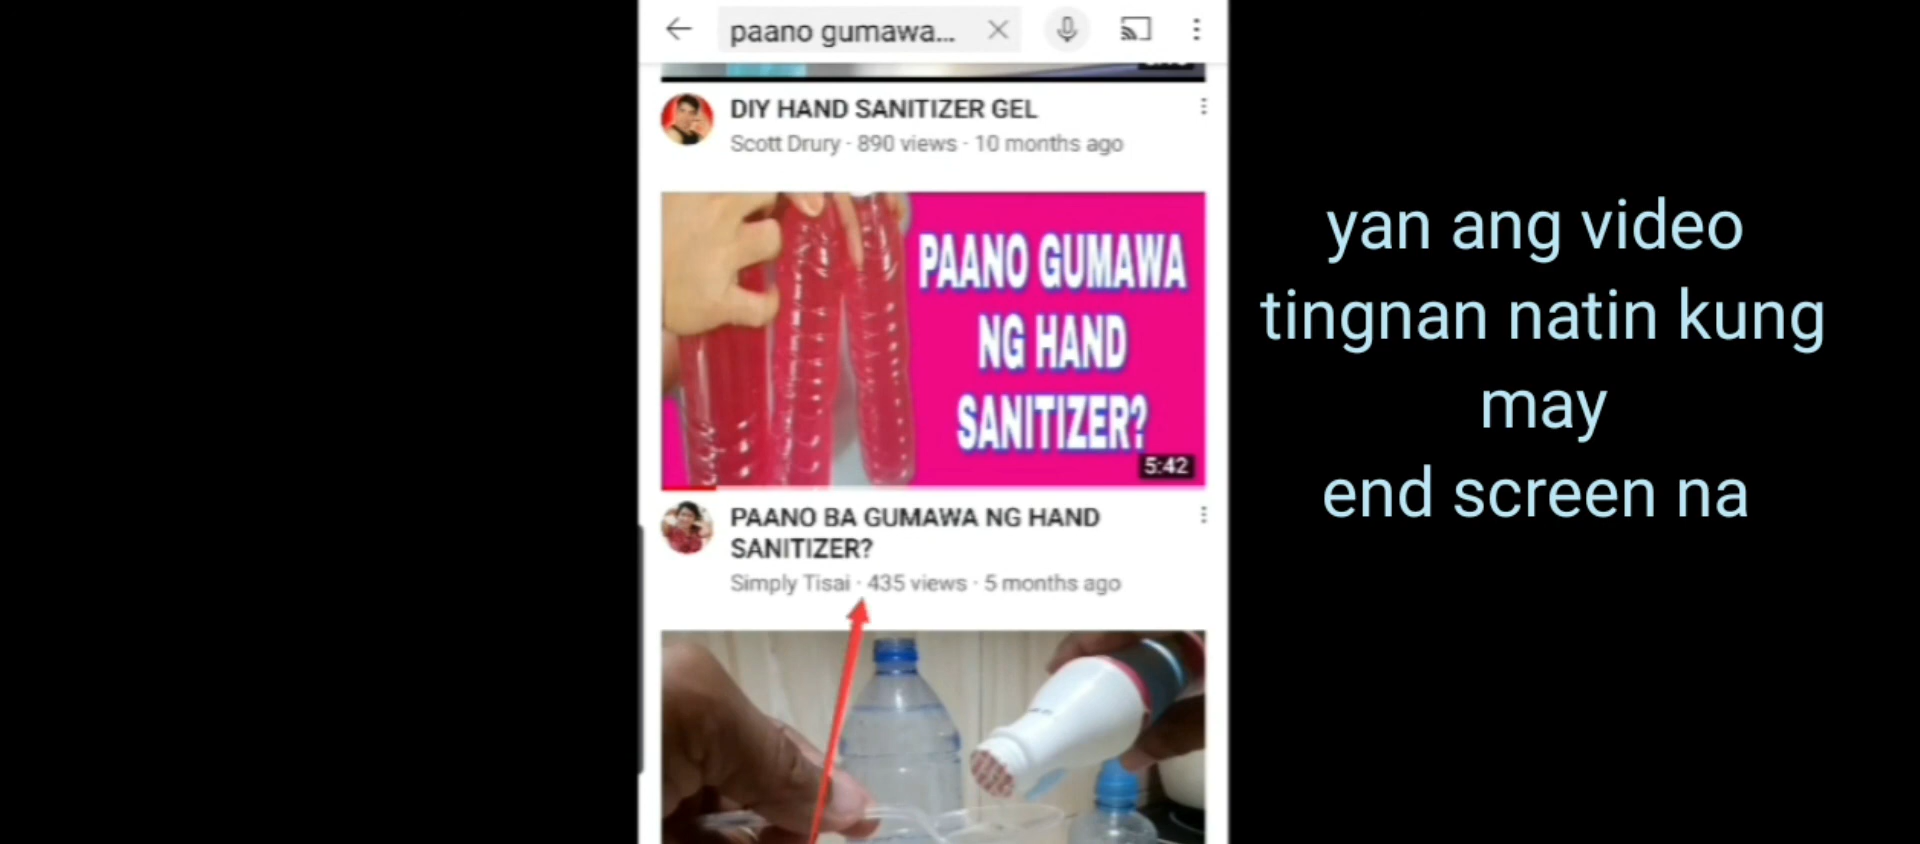 paano gumawa...
DIY HAND SANITIZER GEL
Scott Drury · 890 views · 10 months ago
PAANO GUMAWA
NG HAND
SANITIZER?
5:42
PAANO BA GUMAWA NG HAND
SANITIZER?
Simply Tisai · 435 views · 5 months ago
yan ang video
tingnan natin kung
may
end screen na